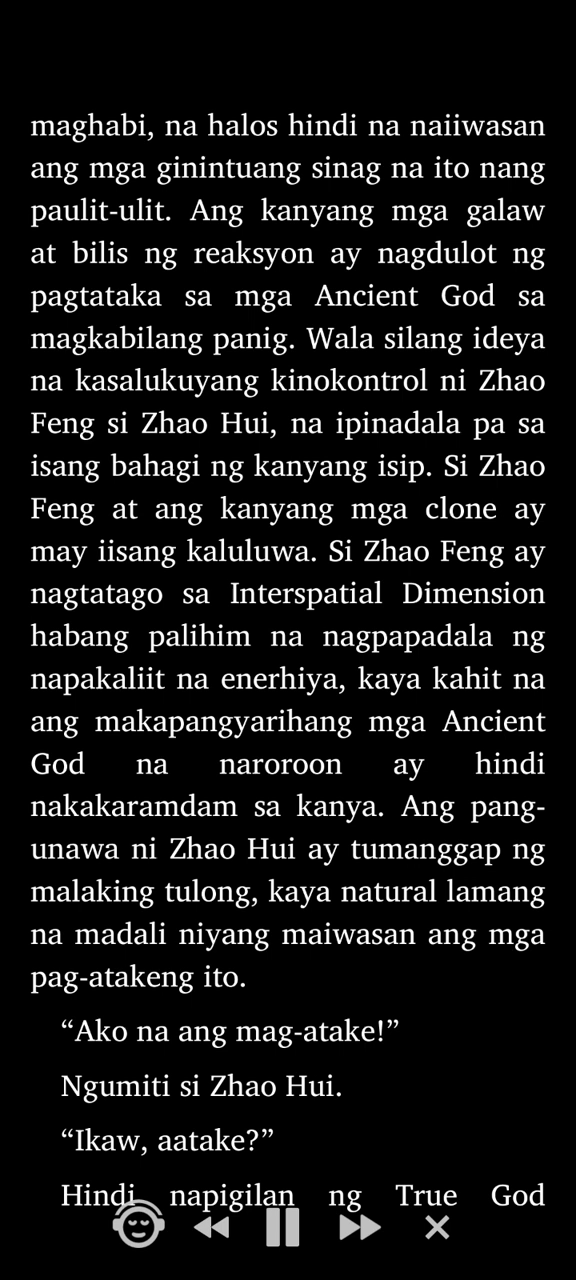 maghabi, na halos hindi na naiiwasan
ang mga ginintuang sinag na ito nang
paulit-ulit. Ang kanyang mga galaw
at bilis ng reaksyon ay nagdulot ng
pagtataka sa mga Ancient God sa
magkabilang panig. Wala silang ideya
na kasalukuyang kinokontrol ni Zhao
Feng si Zhao Hui, na ipinadala pa sa
isang bahagi ng kanyang isip. Si Zhao
Feng at ang kanyang mga clone ay
may iisang kaluluwa. Si Zhao Feng ay
nagtatago sa Interspatial Dimension
habang palihim na nagpapadala ng
napakaliit na enerhiya, kaya kahit na
ang makapangyarihang mga Ancient
God na naroroon ay hindi
nakakaramdam sa kanya. Ang pang-
unawa ni Zhao Hui ay tumanggap ng
malaking tulong, kaya natural lamang
na madali niyang maiwasan ang mga
pag-atakeng ito.
“Ako na ang mag-atake!”
Ngumiti si Zhao Hui.
“Ikaw, aatake?”
Hindi napigilan ng True God